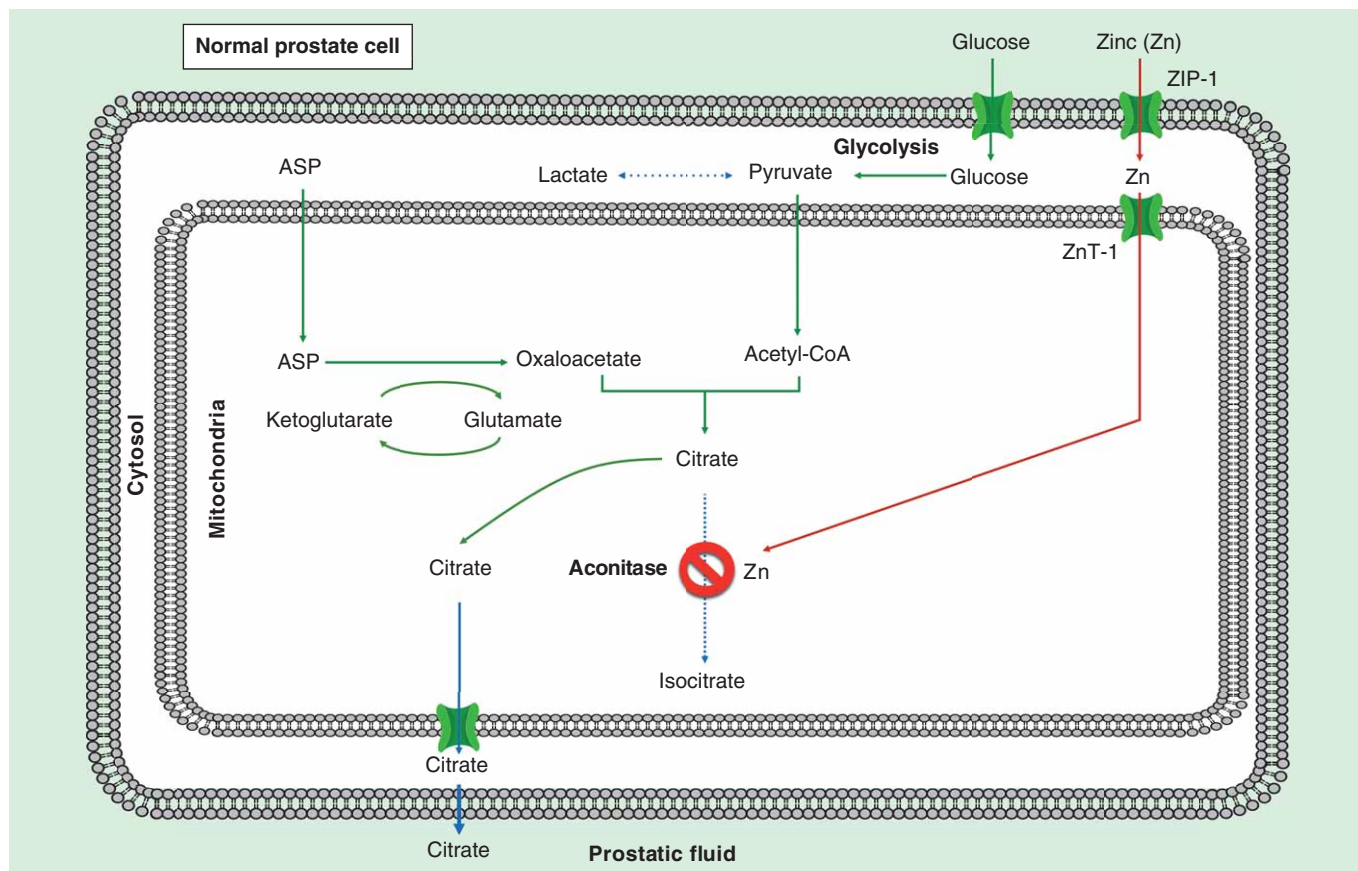 Normal prostate cell
Glucose
Zinc (Zn)
ZIP-1
Glycolysis
ASP
Lactate
Pyruvate
Glucose
Zn
ZnT-1
ASP
Oxaloacetate
Acetyl-CoA
Ketoglutarate
Glutamate
Cytosol
Mitochondria
Citrate
Citrate
Aconitase
Zn
Isocitrate
Citrate
Citrate
Prostatic fluid